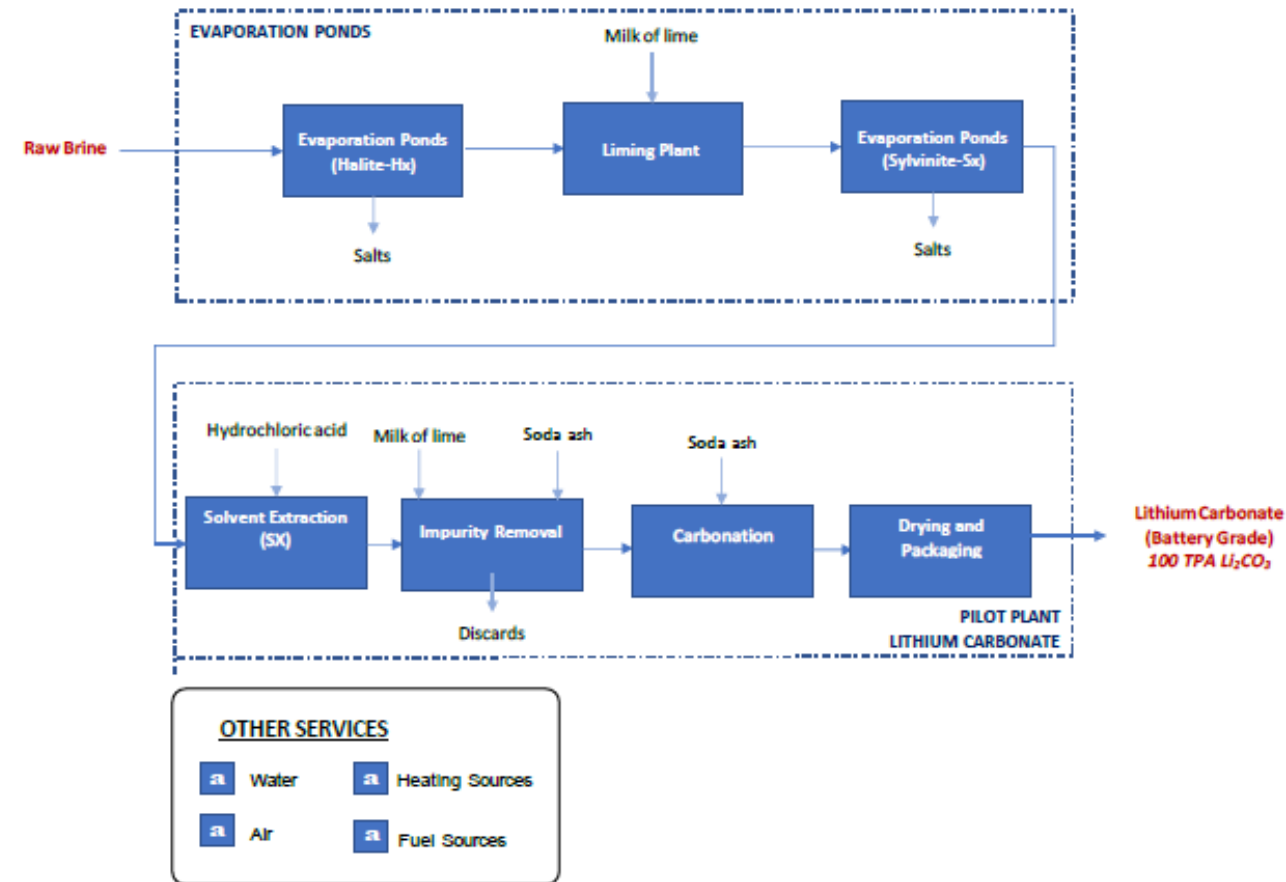 EVAPORATION PONDS
Milk of lime
Raw Brine
Evaporation Ponds
(Halite-Hx)
Liming Plant
Evaporation Ponds
(Sylvinite-Sx)
Salts
Salts
Hydrochloric acid
Milk of lime
Soda ash
Soda ash
Solvent Extraction
(SX)
Impurity Removal
Carbonation
Drying and
Packaging
Lithium Carbonate
(Battery Grade)
100 TPA Li₂CO₃
Discards
PILOT PLANT
LITHIUM CARBONATE
OTHER SERVICES
a Water
a Heating Sources
a Air
a Fuel Sources